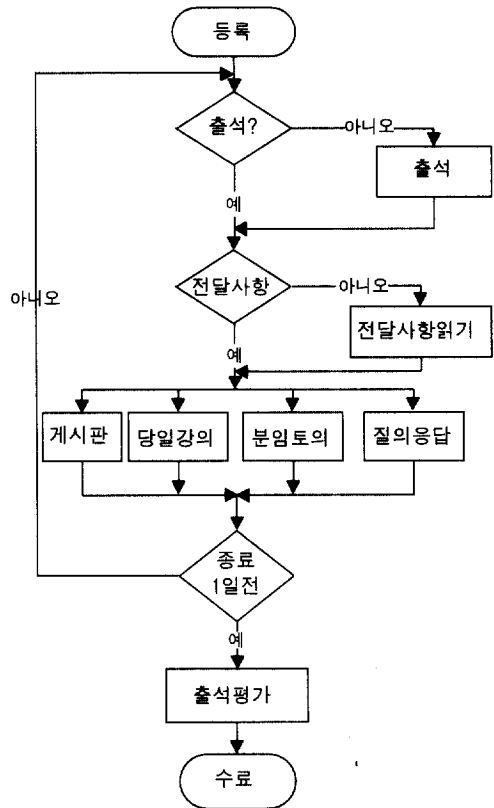 등록
출석?
아니오
출석
예
전달사항
아니오
아니오
전달사항읽기
예
게시판
당일강의
분임토의
질의응답
종료
1일전
예
출석평가
수료